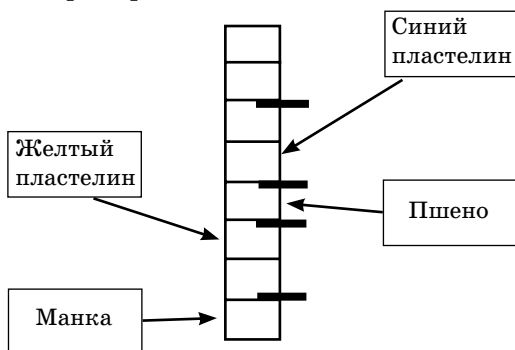 Синий
пластелин
Желтый
пластелин
Пшено
Манка